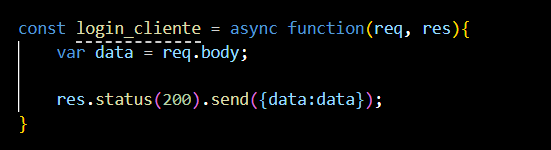 const login_cliente = async function(req, res){
    var data = req.body;

    res.status(200).send({data:data});
}